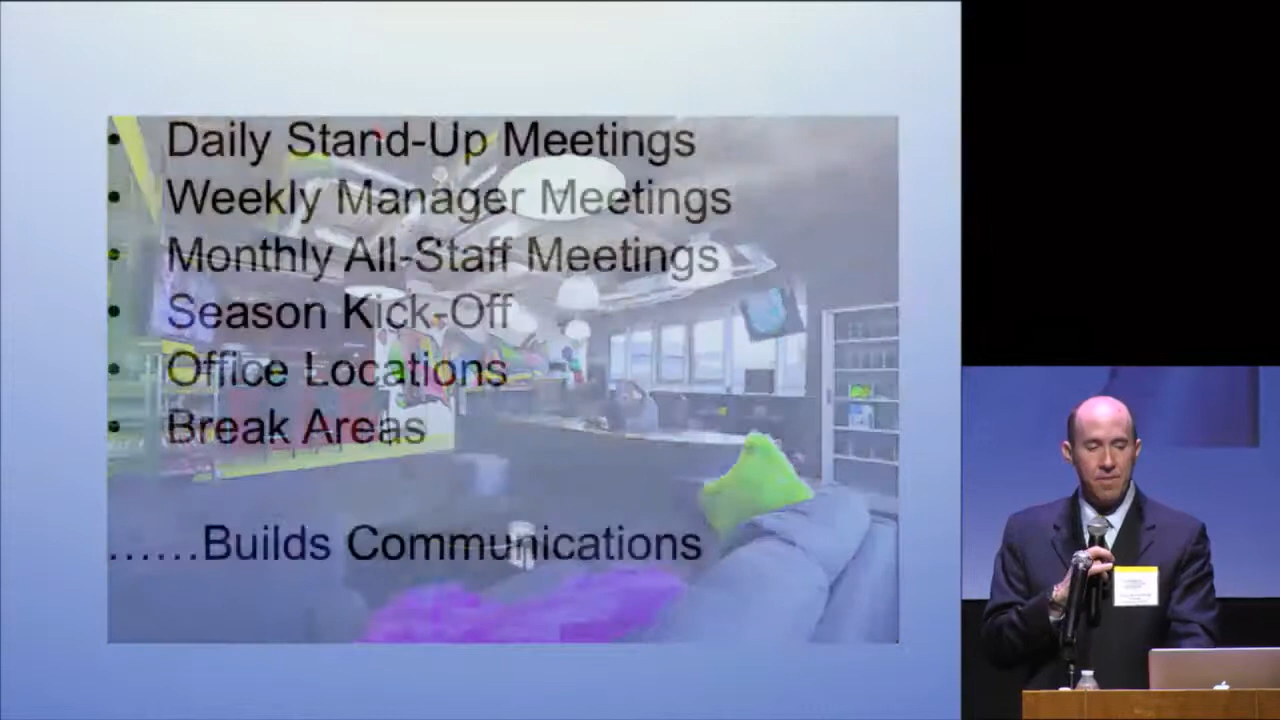 • Daily Stand-Up Meetings
• Weekly Manager Meetings
• Monthly All-Staff Meetings
• Season Kick-Off
• Office Locations
• Break Areas
......Builds Communications